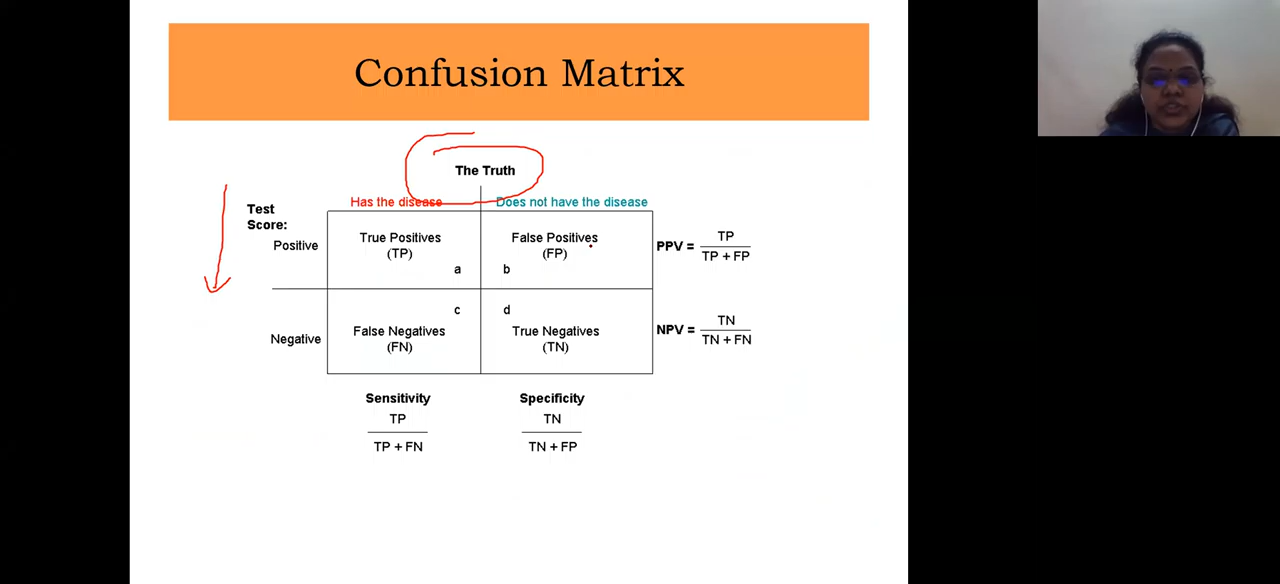 Confusion Matrix
The Truth
Has the disease Does not have the disease
Test
Score:
Positive
True Positives
(TP)
a
False Positives
(FP)
b
PPV = TP / TP + FP
Negative
c
False Negatives
(FN)
d
True Negatives
(TN)
NPV = TN / TN + FN
Sensitivity
TP
TP + FN
Specificity
TN
TN + FP